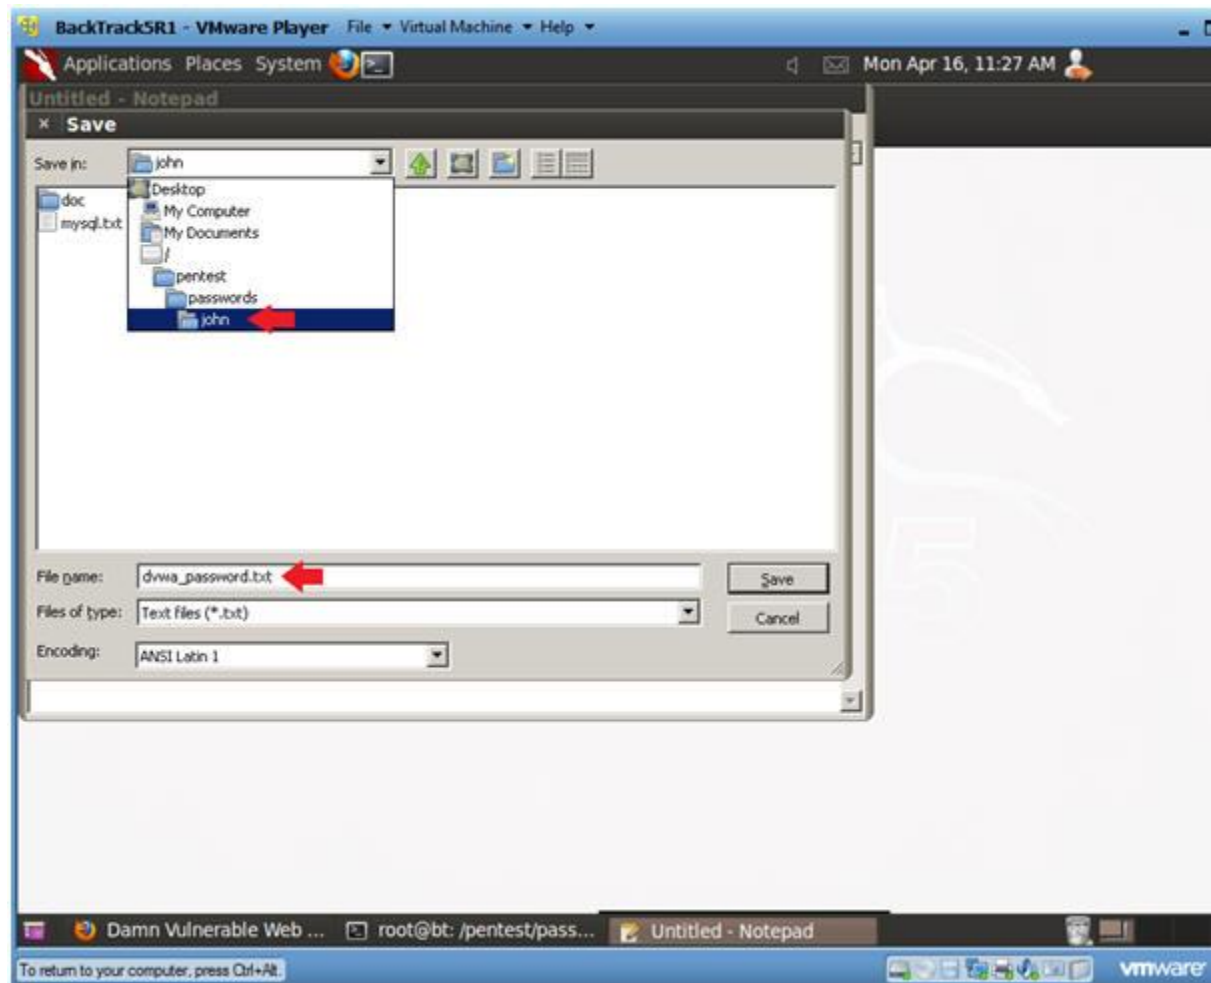 BackTrack5R1 - VMware Player File Virtual Machine Help
Applications Places System Mon Apr 16, 11:27 AM
Untitled - Notepad
× Save
Save in: john
doc
mysql.txt
Desktop
My Computer
My Documents
/
pentest
passwords
john
File name: dvwa_password.txt
Save
Files of type: Text files (*.txt)
Cancel
Encoding: ANSI Latin 1
5
Damn Vulnerable Web ... root@bt: /pentest/pass... Untitled - Notepad
To return to your computer, press Ctrl+Alt.
vmware